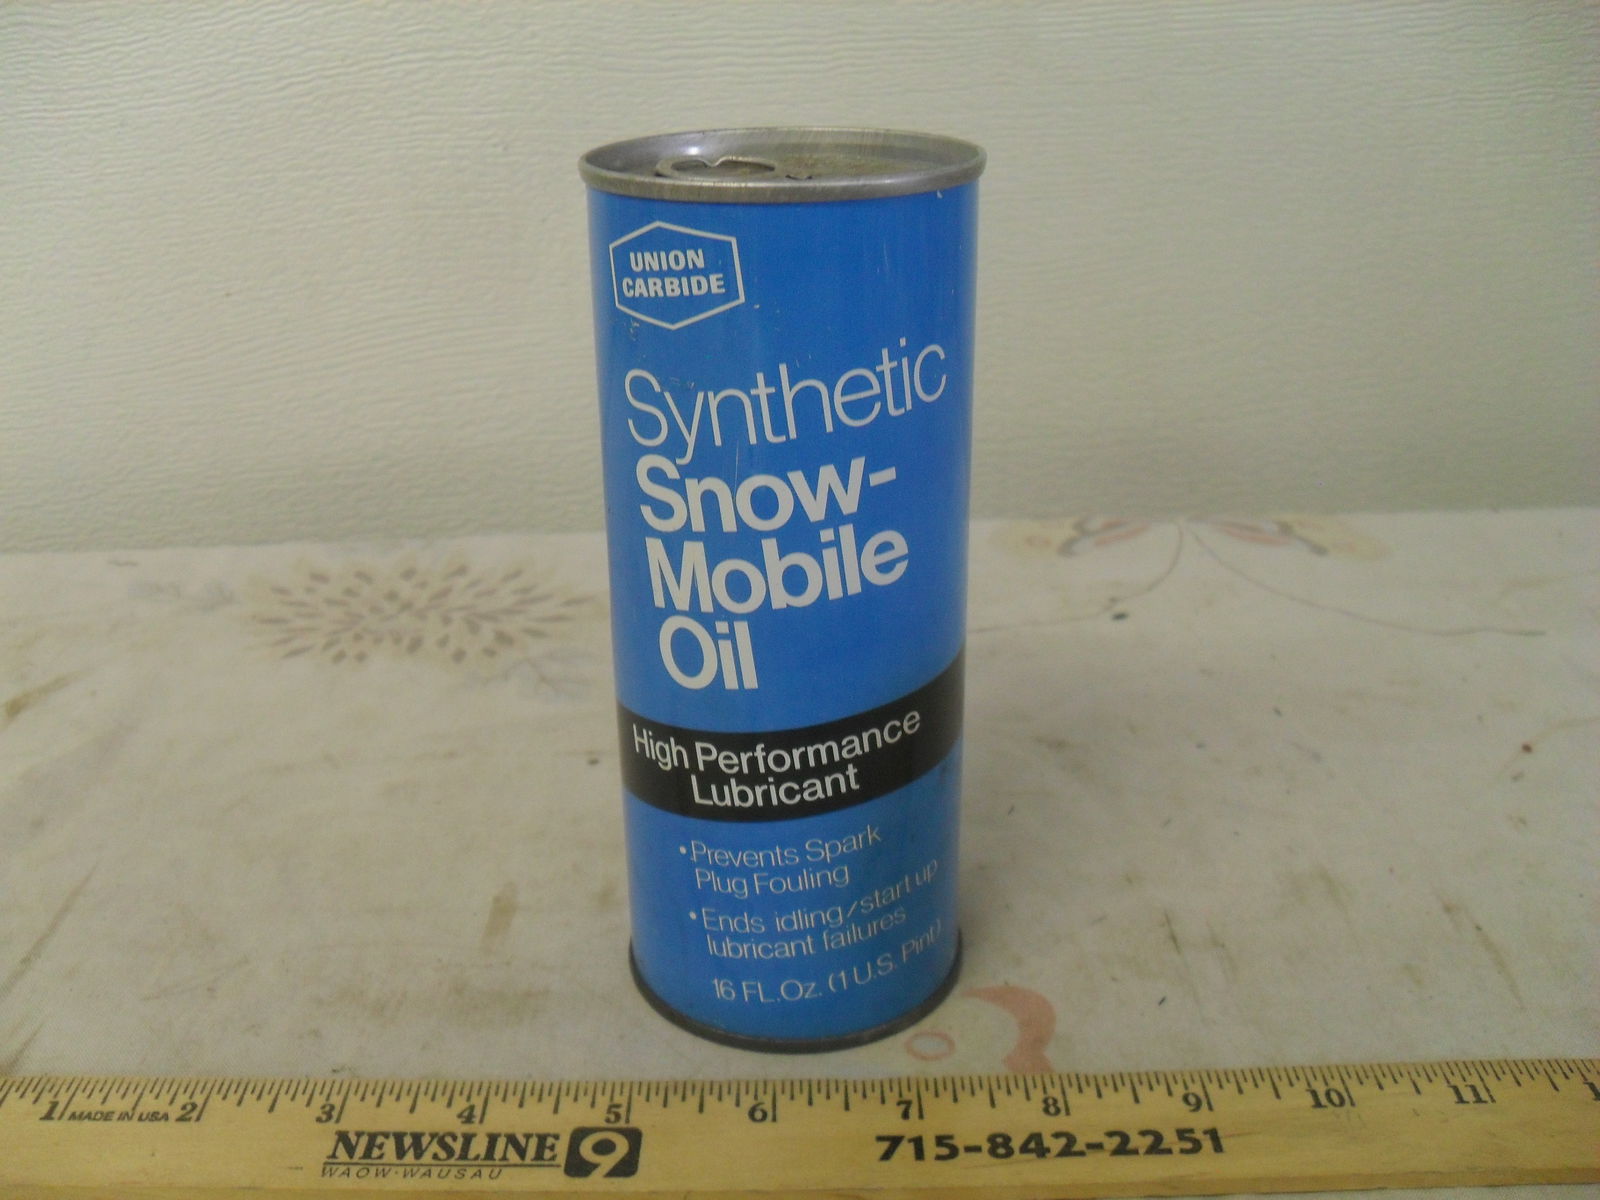 UNION
CARBIDE
Synthetic
Snow-
Mobile
Oil
High Performance
Lubricant
• Prevents Spark
Plug Fouling
• Ends idling/start up
lubricant failures
16 FL.Oz. (1 U.S. Pint)
1 MADE IN USA 2 3 4 5 6 7 8 9 10 11
NEWSLINE 9 715-842-2251
WAOW-WAUSAU